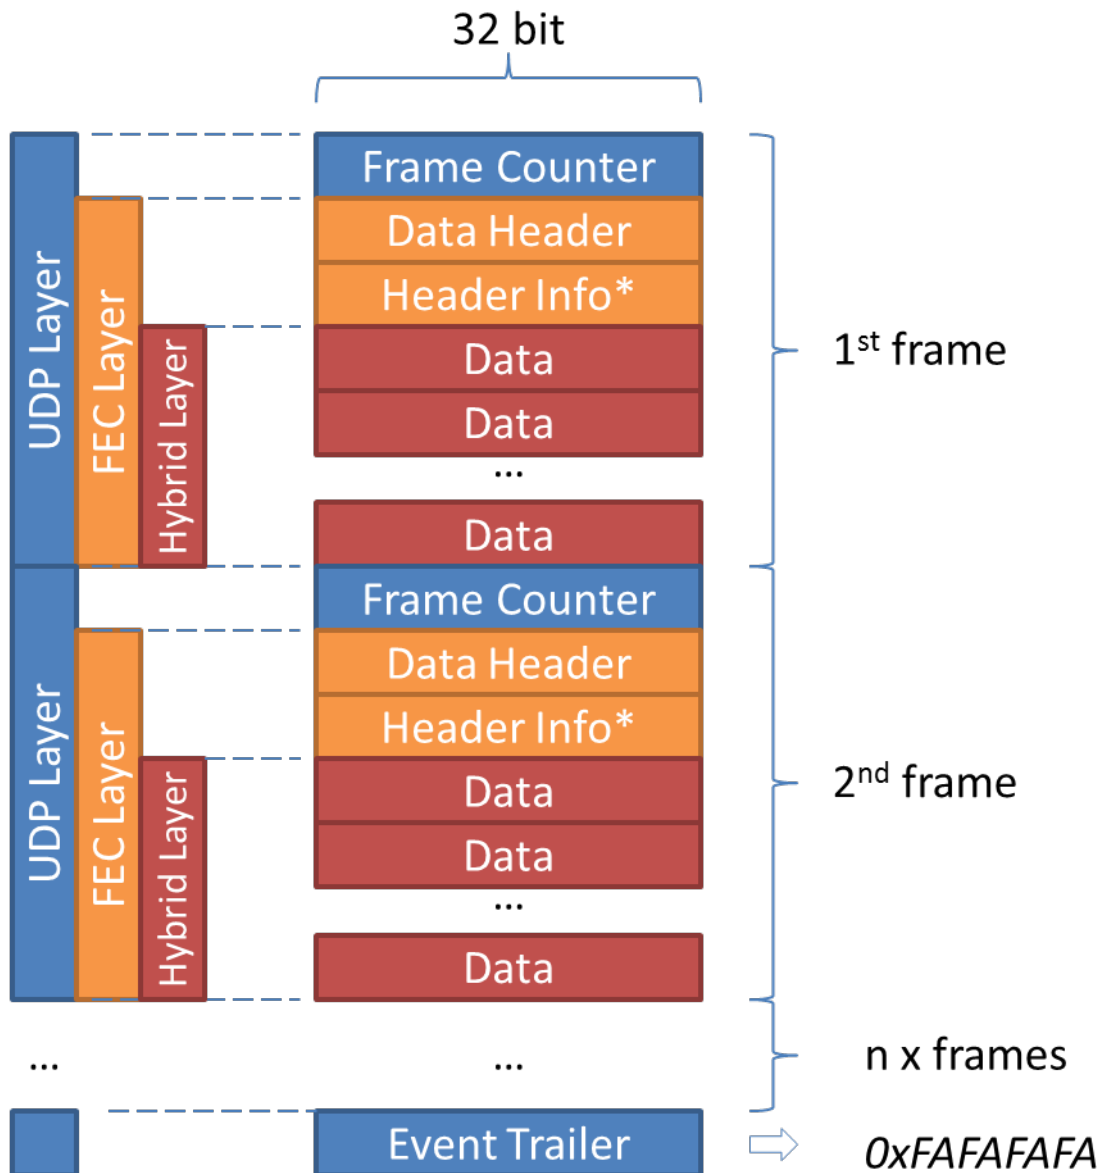 32 bit
UDP Layer
FEC Layer
Hybrid Layer
Frame Counter
Data Header
Header Info*
Data
Data
...
Data
1st frame
UDP Layer
FEC Layer
Hybrid Layer
Frame Counter
Data Header
Header Info*
Data
Data
...
Data
2nd frame
...
...
n x frames
Event Trailer
0xFAFAFAFA